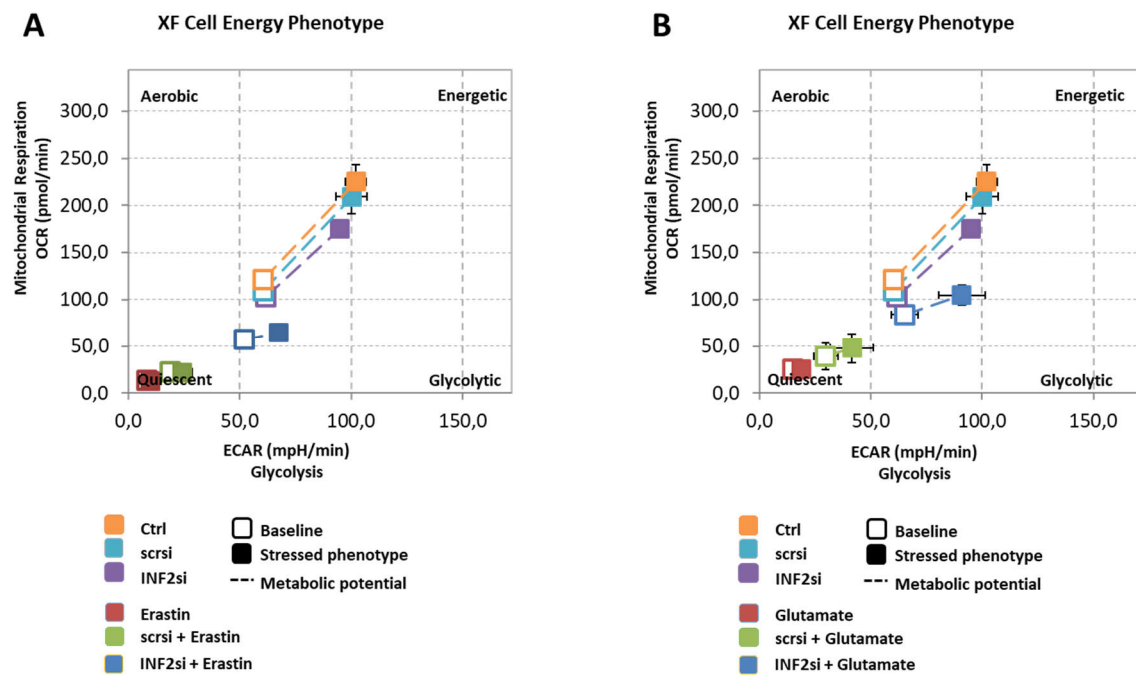 A
XF Cell Energy Phenotype
Mitochondrial Respiration
OCR (pmol/min)
Aerobic
Energetic
300,0
250,0
200,0
150,0
100,0
50,0
0,0
Quiescent
Glycolytic
0,0
50,0
100,0
150,0
ECAR (mpH/min)
Glycolysis
Ctrl
scrsi
INF2si
Erastin
scrsi + Erastin
INF2si + Erastin
Baseline
Stressed phenotype
Metabolic potential
B
XF Cell Energy Phenotype
Mitochondrial Respiration
OCR (pmol/min)
Aerobic
Energetic
300,0
250,0
200,0
150,0
100,0
50,0
0,0
Quiescent
Glycolytic
0,0
50,0
100,0
150,0
ECAR (mpH/min)
Glycolysis
Ctrl
scrsi
INF2si
Glutamate
scrsi + Glutamate
INF2si + Glutamate
Baseline
Stressed phenotype
Metabolic potential